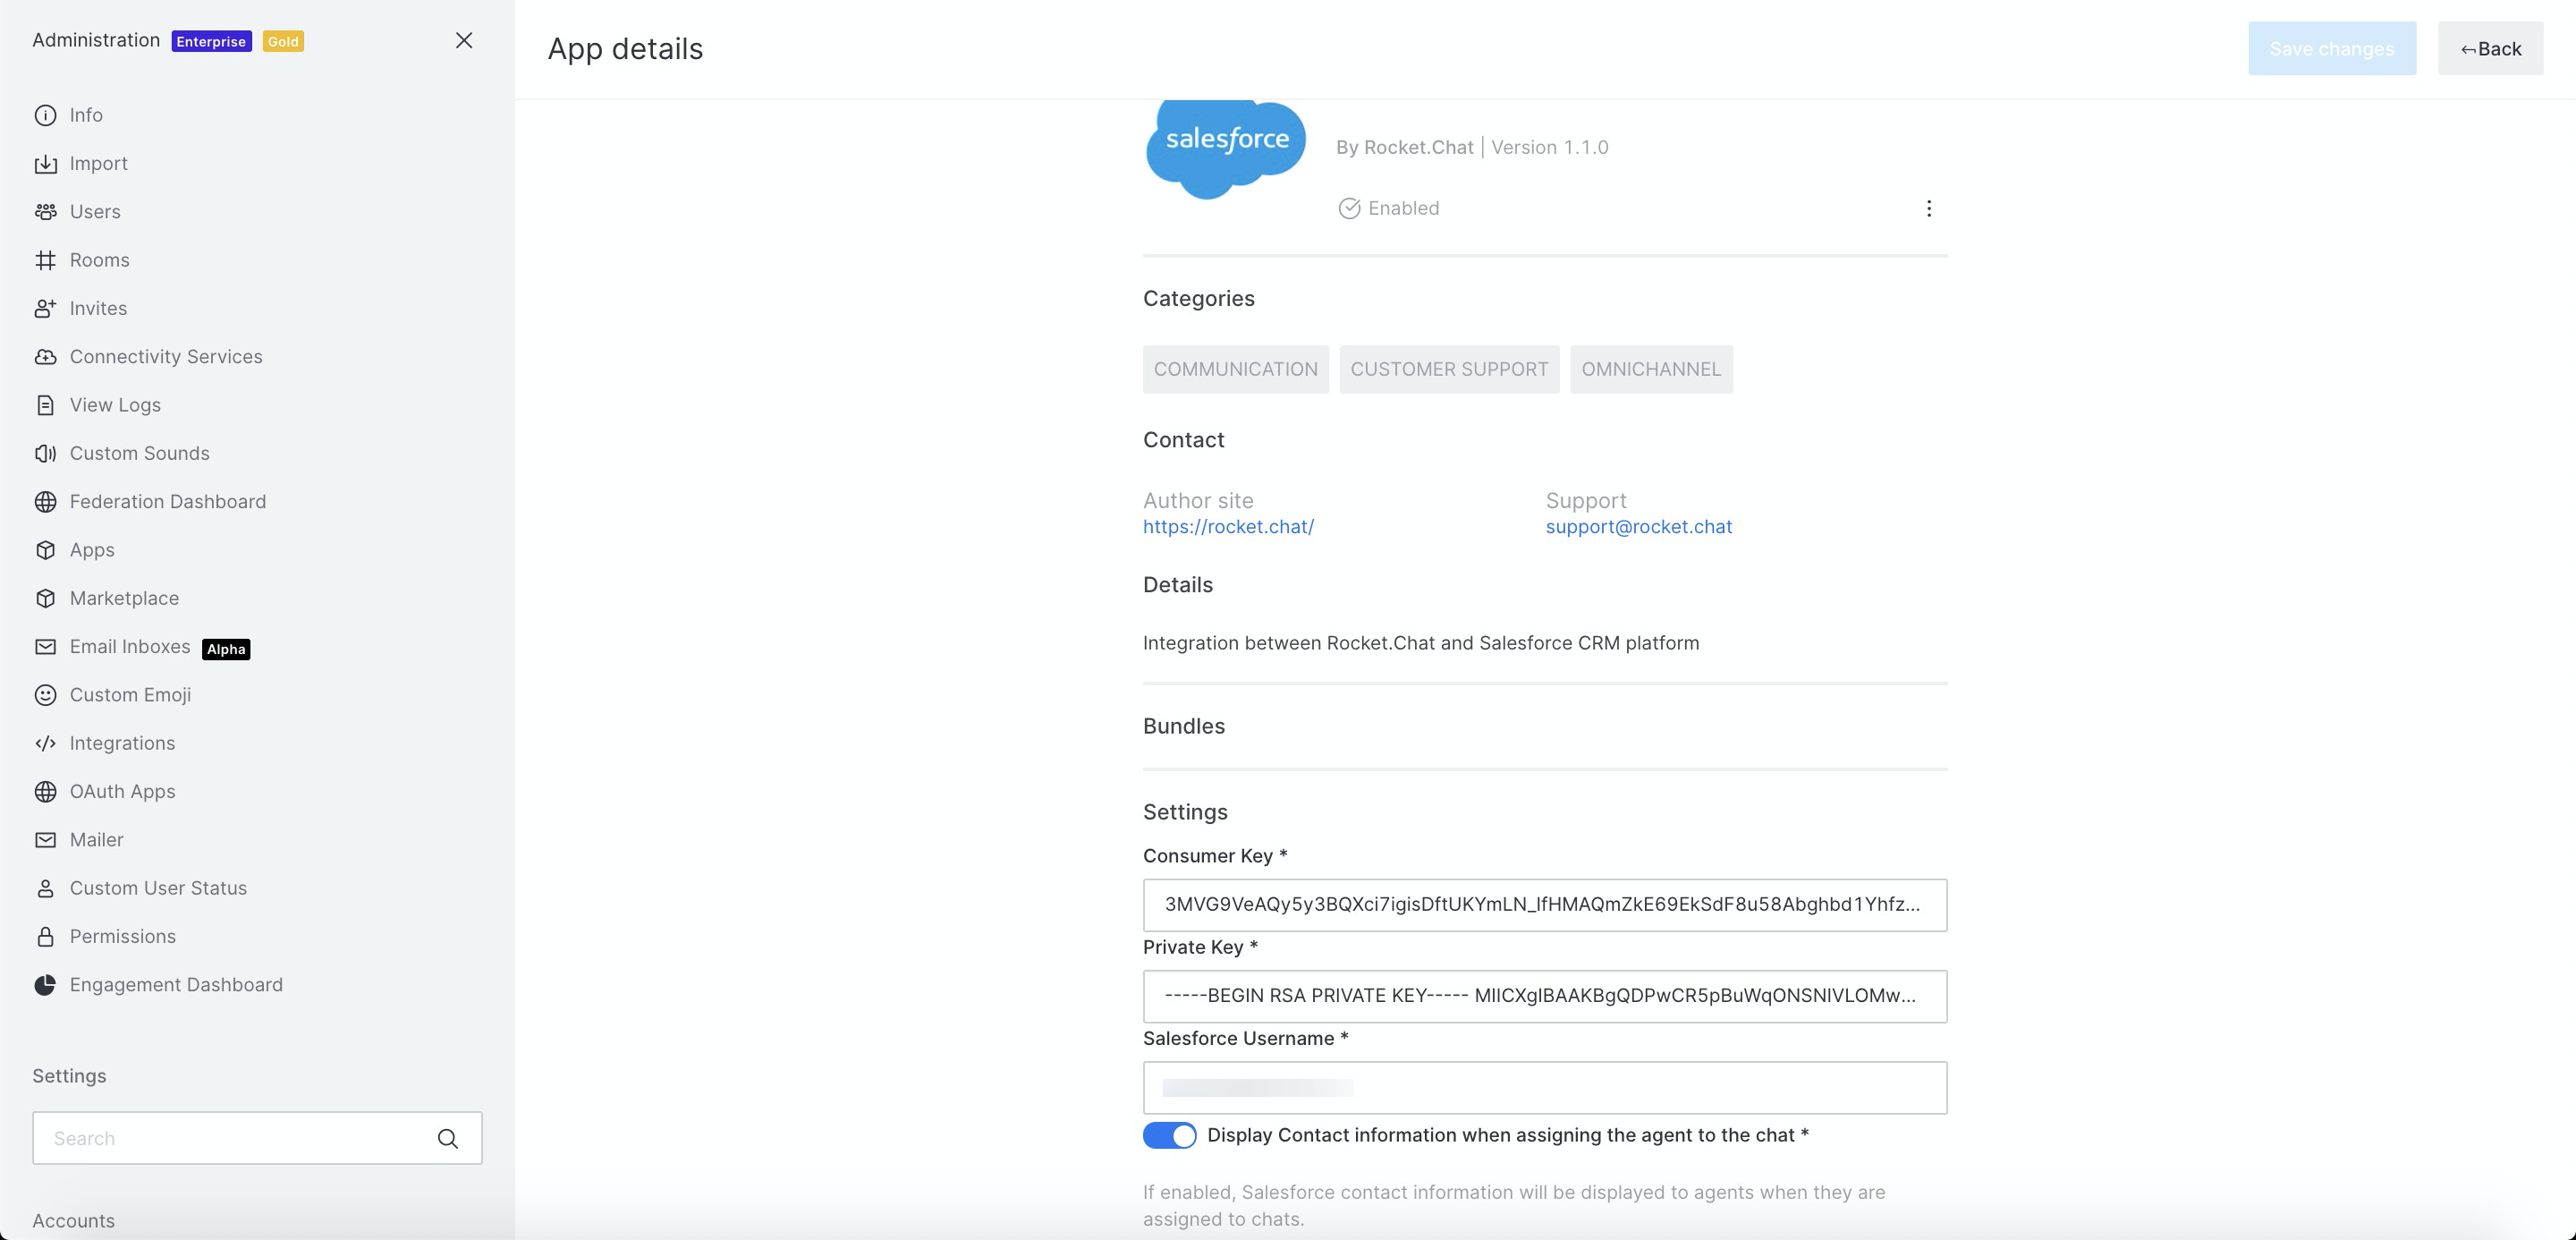 Administration Enterprise Gold
Info
Import
Users
Rooms
Invites
Connectivity Services
View Logs
Custom Sounds
Federation Dashboard
Apps
Marketplace
Email Inboxes Alpha
Custom Emoji
Integrations
OAuth Apps
Mailer
Custom User Status
Permissions
Engagement Dashboard
Settings
Search
Accounts
App details
Save changes
Back
salesforce
By Rocket.Chat | Version 1.1.0
Enabled
Categories
COMMUNICATION CUSTOMER SUPPORT OMNICHANNEL
Contact
Author site
https://rocket.chat/
Support
support@rocket.chat
Details
Integration between Rocket.Chat and Salesforce CRM platform
Bundles
Settings
Consumer Key *
3MVG9VeAQy5y3BQXci7igisDftUKYmLN_IfHMAQmZkE69EkSdF8u58Abghbd1Yhfz...
Private Key *
-----BEGIN RSA PRIVATE KEY----- MIICXgIBAAKBgQDPwCR5pBuWqONSNIVLOMw...
Salesforce Username *
Display Contact information when assigning the agent to the chat *
If enabled, Salesforce contact information will be displayed to agents when they are
assigned to chats.